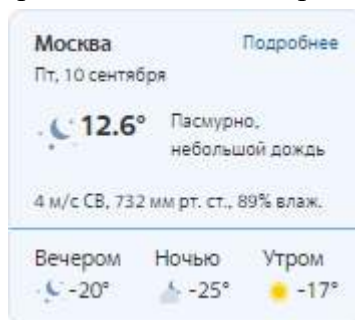 Москва Подробнее
Пт, 10 сентября
12.6° Пасмурно,
небольшой дождь
4 м/с СВ, 732 мм рт. ст., 89% влаж.
Вечером Ночью Утром
-20° -25° -17°